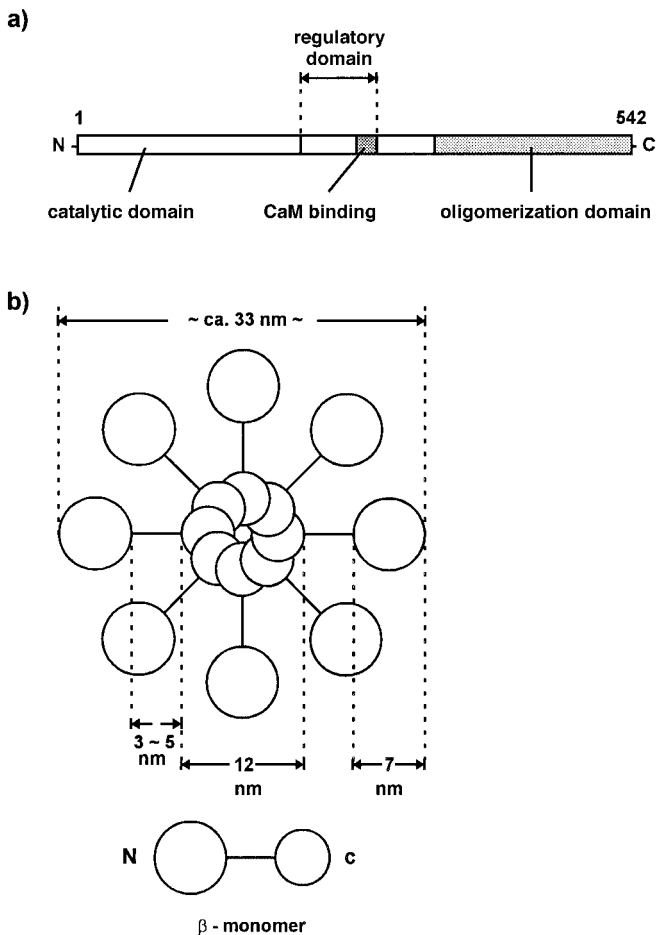 a)
regulatory
domain
1 542
N C
catalytic domain CaM binding oligomerization domain
b)
~ ca. 33 nm ~
3 ~ 5
nm
12
nm
7
nm
N c
β - monomer